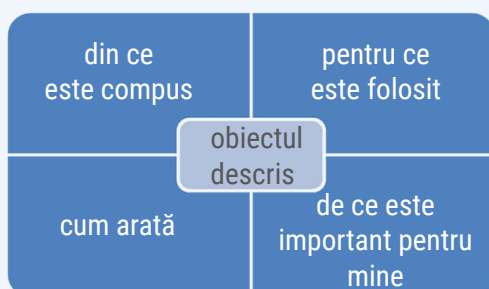 din ce
este compus
pentru ce
este folosit
obiectul
descris
cum arată
de ce este
important pentru
mine